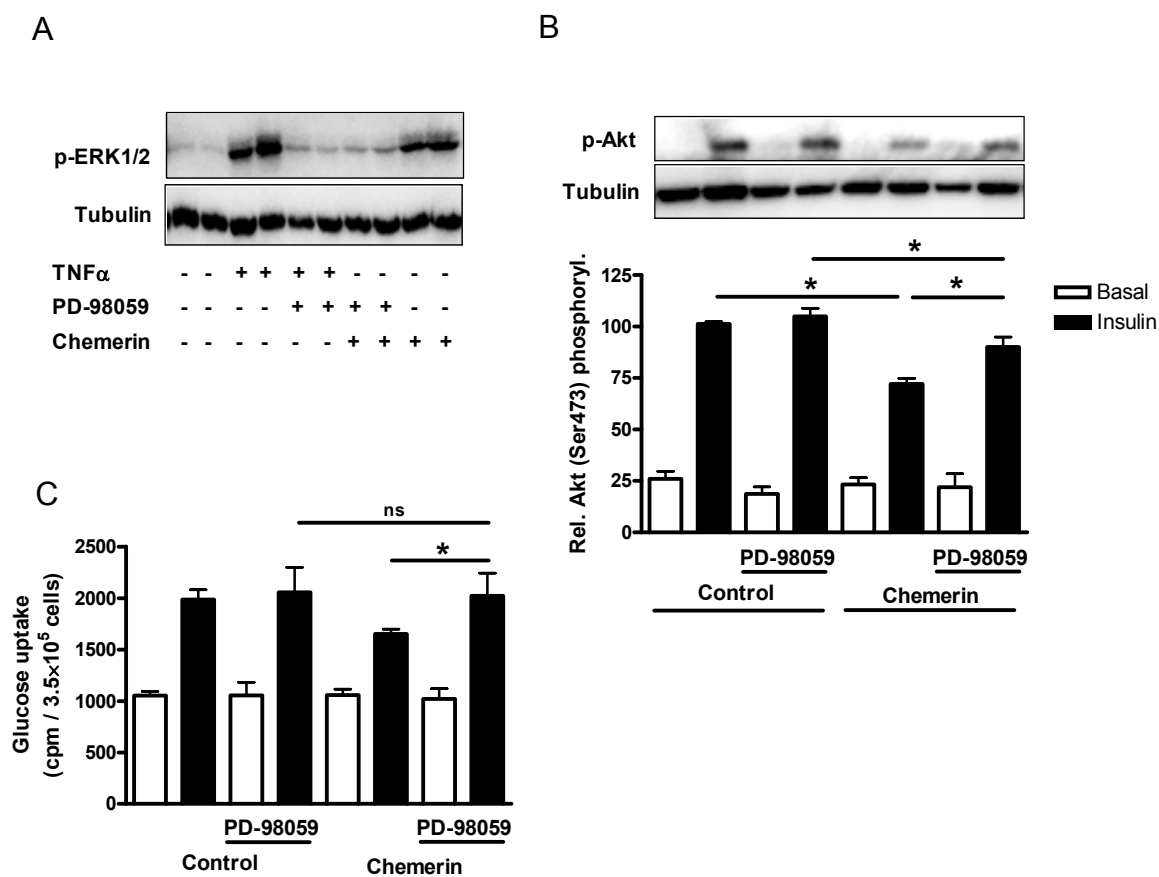 A
p-ERK1/2
Tubulin
TNFα - - + + + + - - - -
PD-98059 - - - - + + + + - -
Chemerin - - - - - - + + + +
B
p-Akt
Tubulin
* 
* *
Rel. Akt (Ser473) phosphoryl.
125
100
75
50
25
0
Basal
Insulin
PD-98059 PD-98059
Control Chemerin
C
ns
*
Glucose uptake
(cpm / 3.5×10⁵ cells)
2500
2000
1500
1000
500
0
PD-98059 PD-98059
Control Chemerin